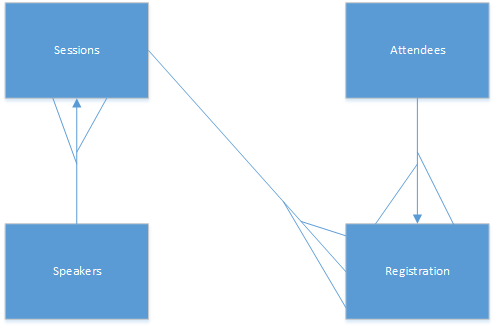 Sessions
Attendees
Speakers
Registration